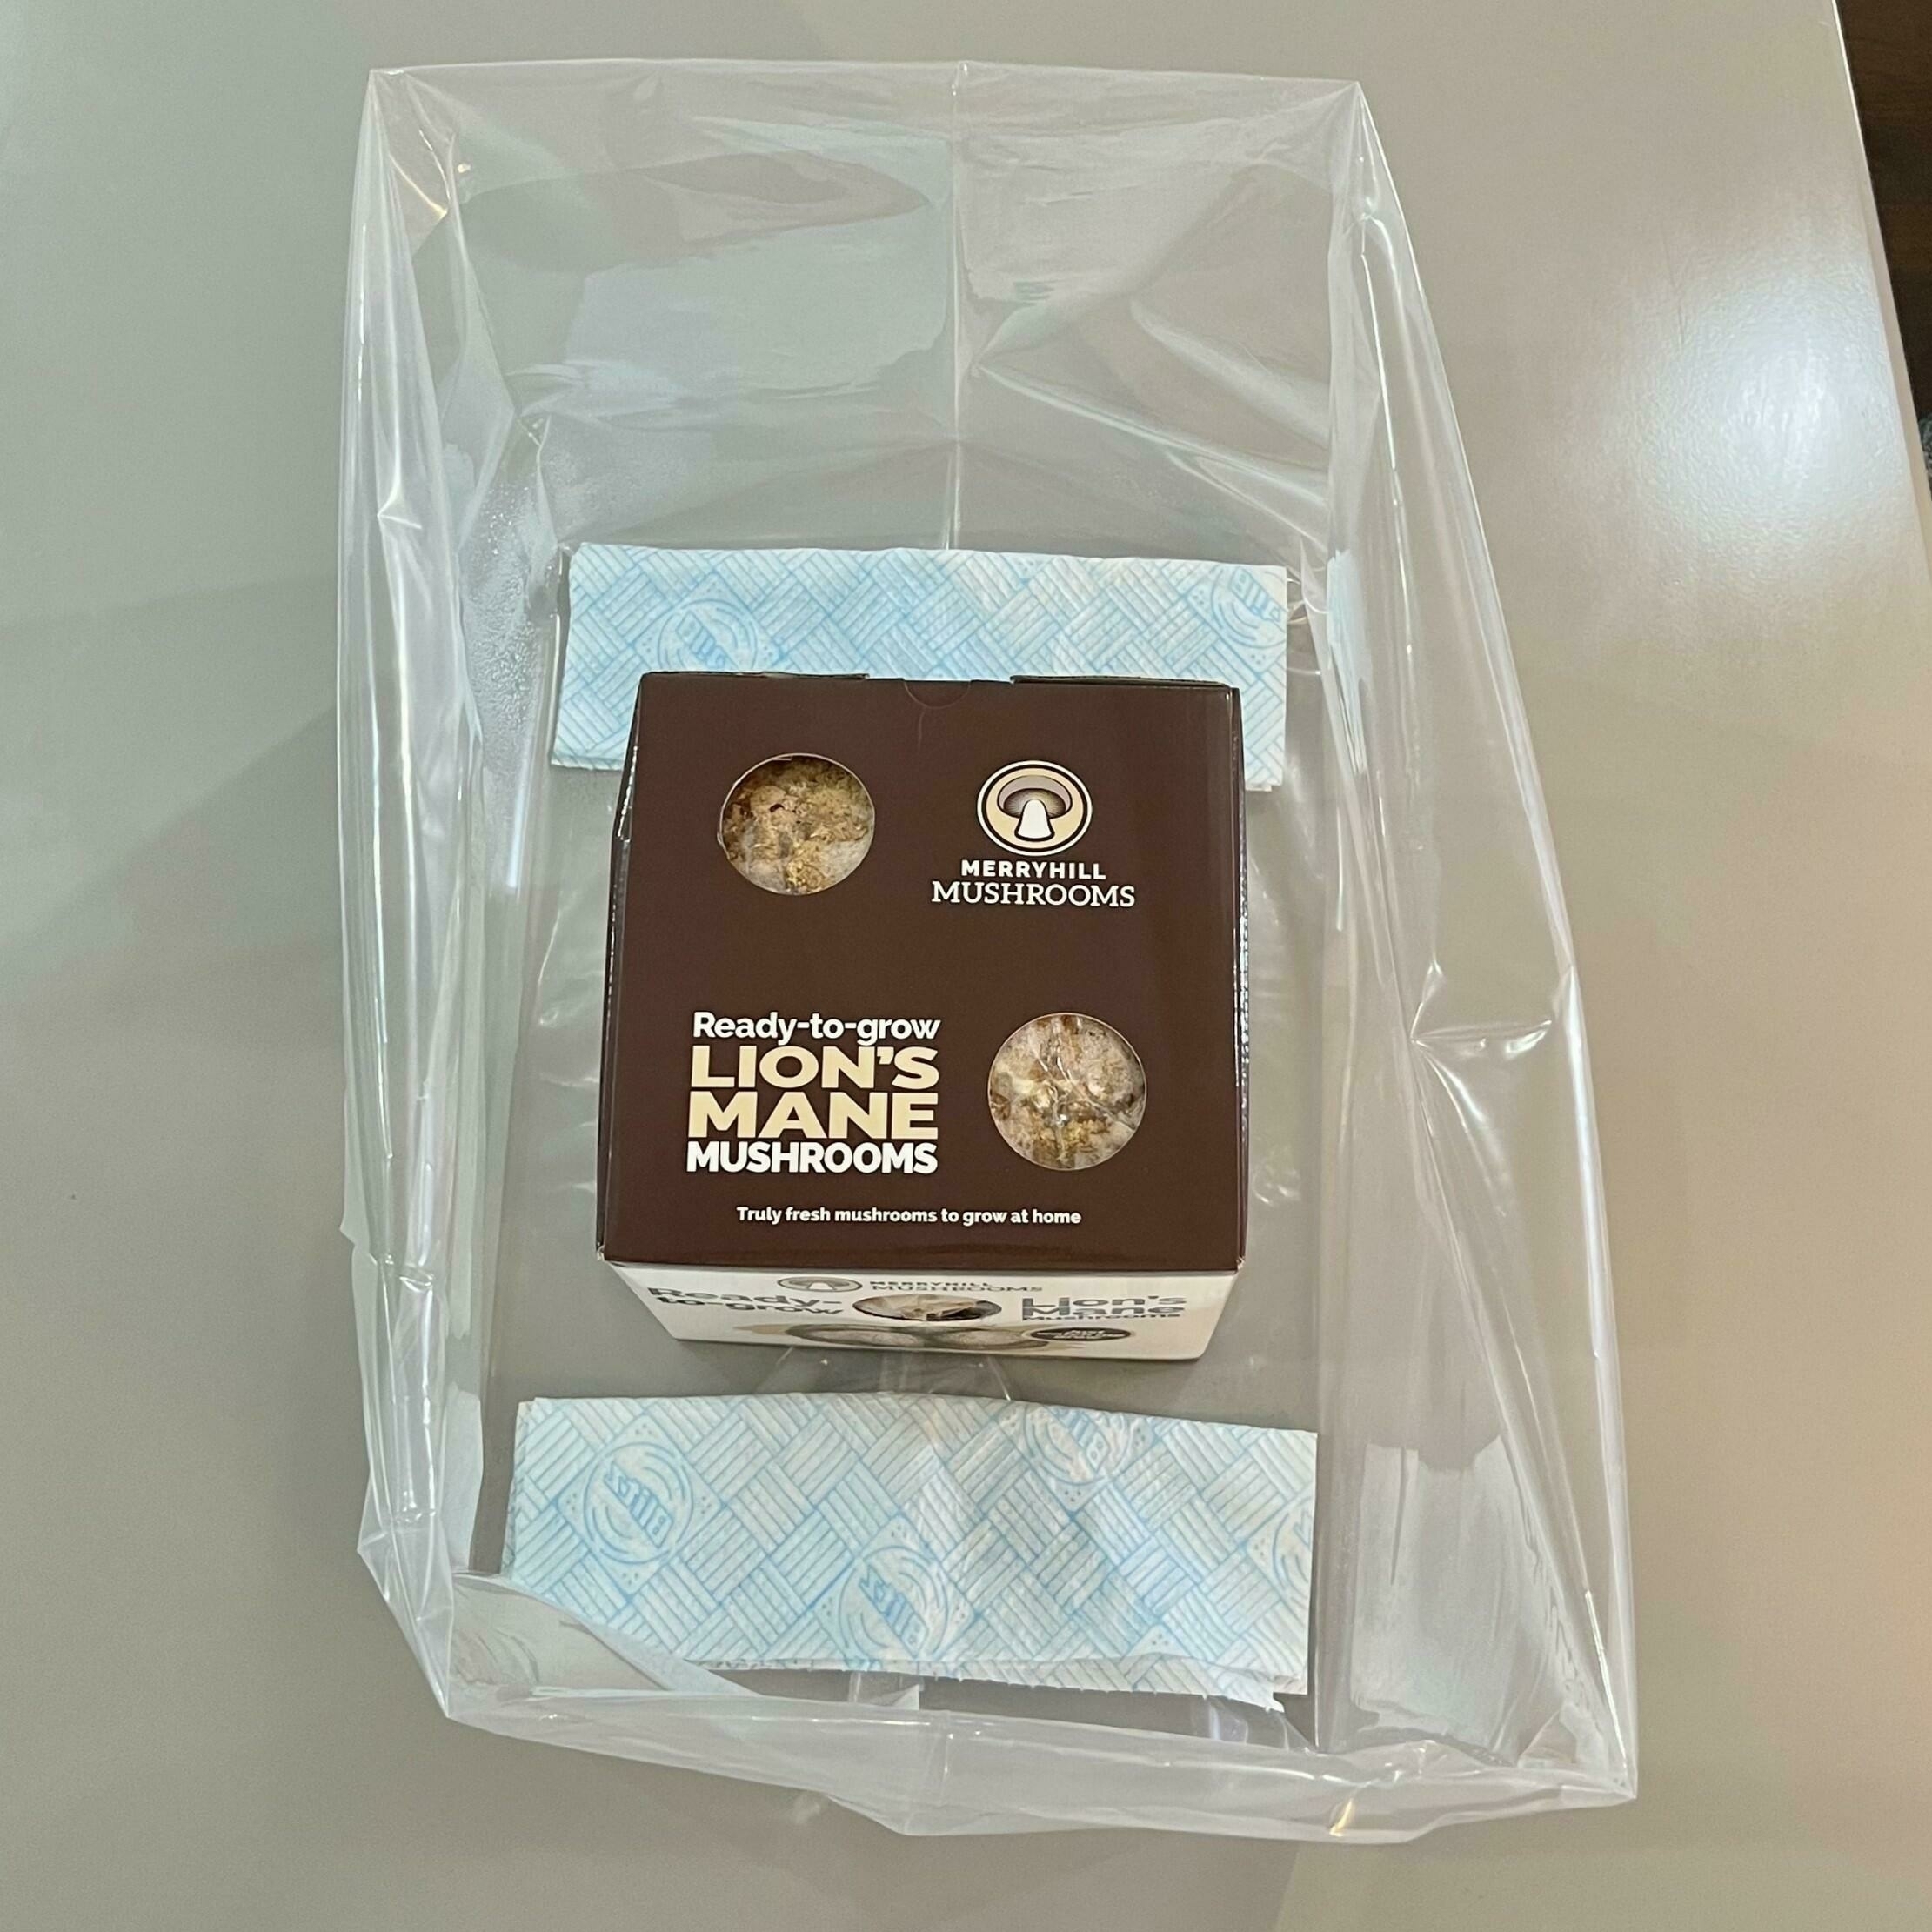 MERRYHILL
MUSHROOMS
Ready-to-grow
LION'S
MANE
MUSHROOMS
Truly fresh mushrooms to grow at home
MERRYHILL
MUSHROOMS
Ready-
to-grow
Lion's
Mane
Mushrooms